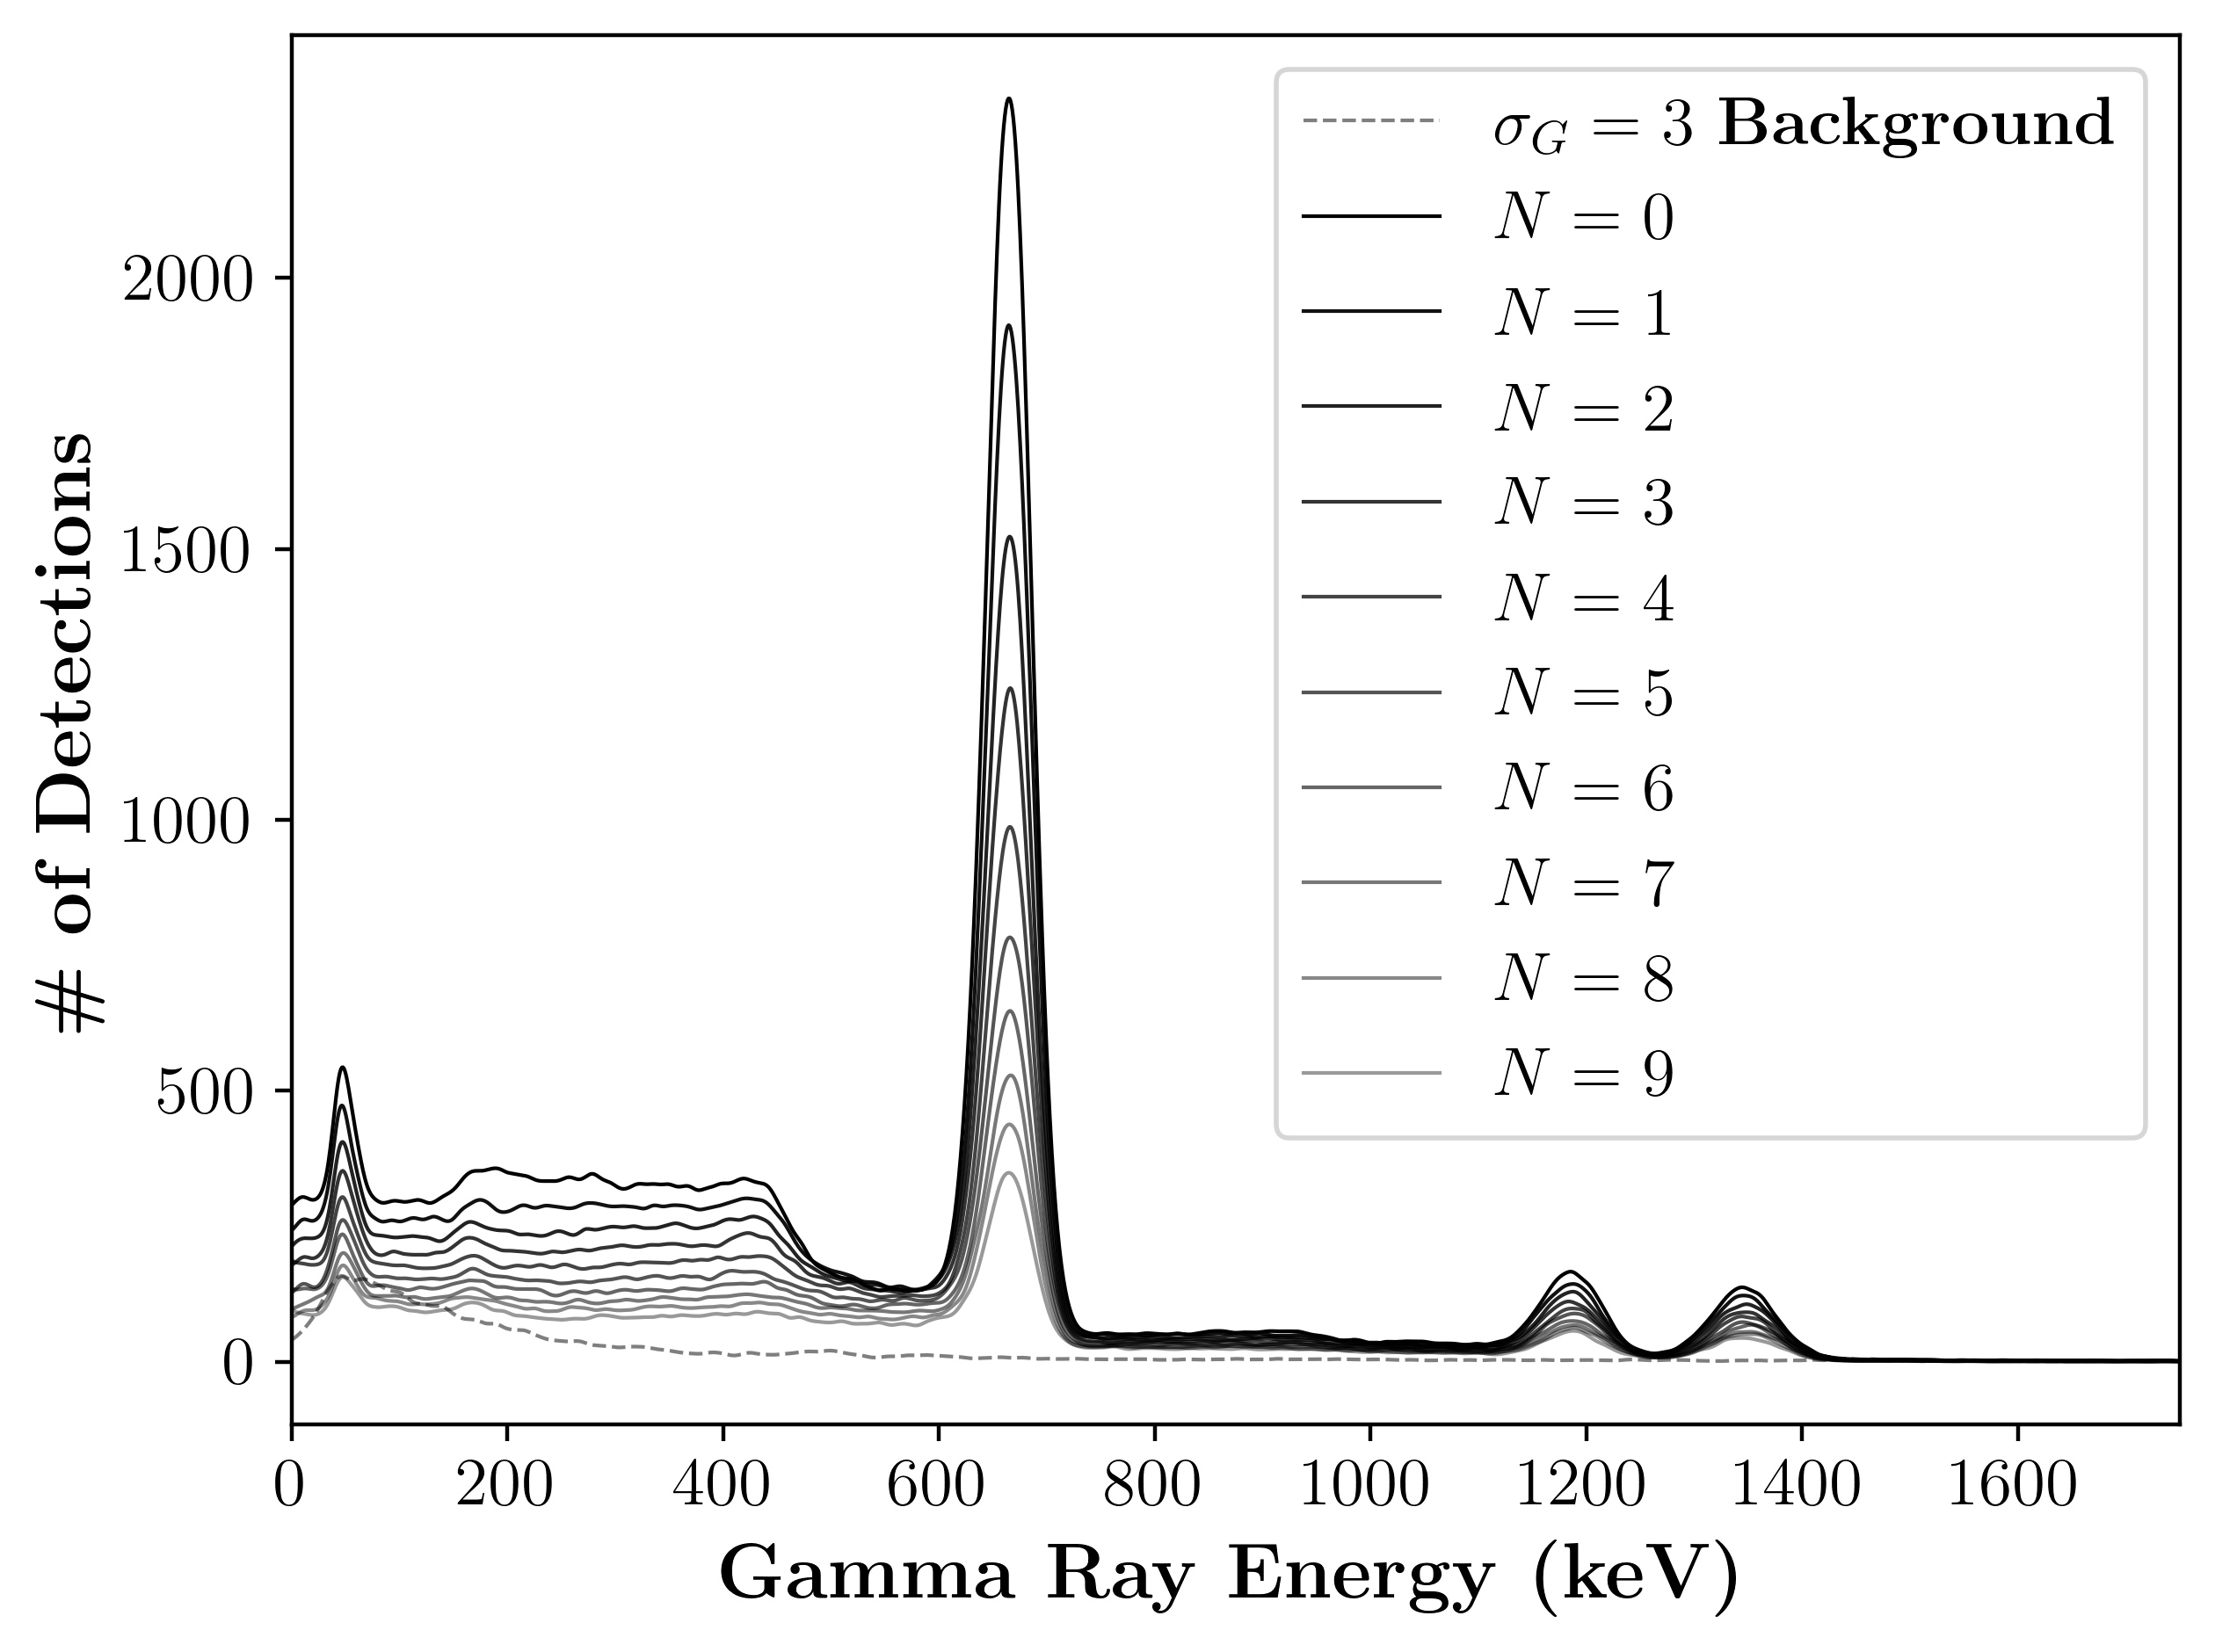 σ_G = 3 Background
N = 0
N = 1
N = 2
N = 3
N = 4
N = 5
N = 6
N = 7
N = 8
N = 9
# of Detections
2000
1500
1000
500
0
0 200 400 600 800 1000 1200 1400 1600
Gamma Ray Energy (keV)